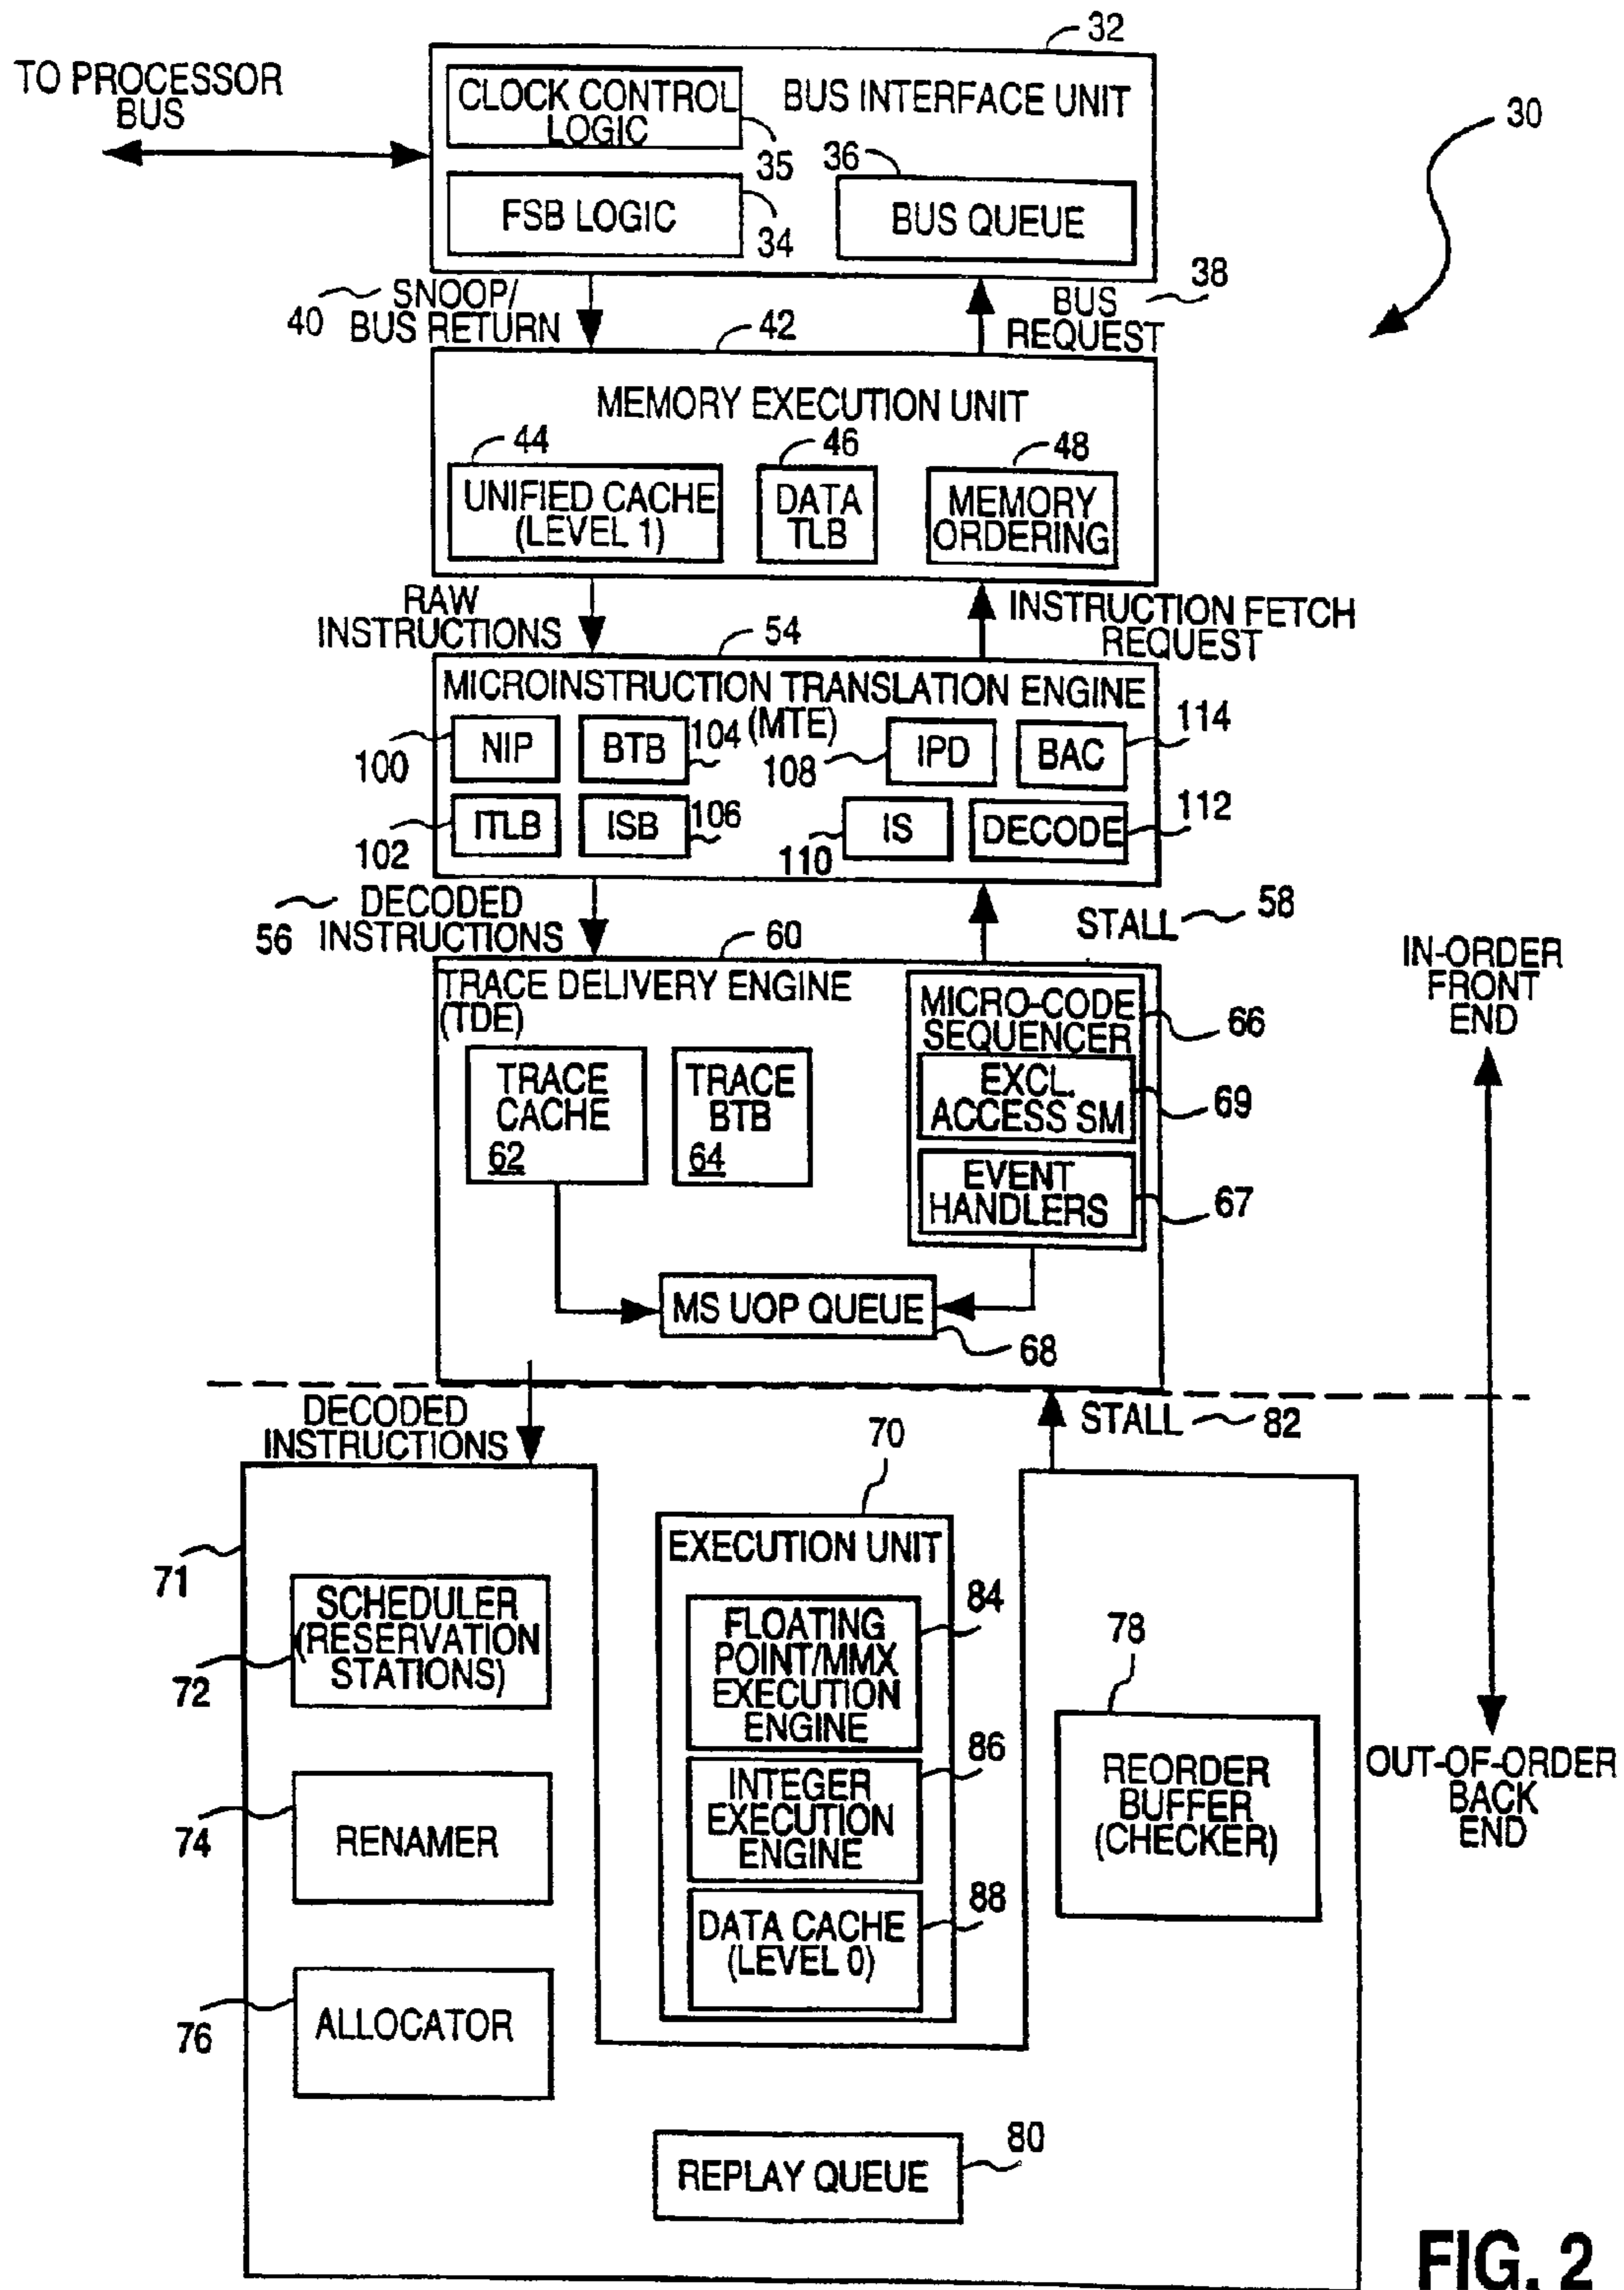 32
TO PROCESSOR
BUS
CLOCK CONTROL
LOGIC
35
BUS INTERFACE UNIT
30
FSB LOGIC
34
36
BUS QUEUE
40
SNOOP/
BUS RETURN
38
BUS
REQUEST
42
MEMORY EXECUTION UNIT
44
UNIFIED CACHE
(LEVEL 1)
46
DATA
TLB
48
MEMORY
ORDERING
RAW
INSTRUCTIONS
INSTRUCTION FETCH
REQUEST
54
MICROINSTRUCTION TRANSLATION ENGINE
(MTE)
100
NIP
BTB
104
108
IPD
BAC
114
102
ITLB
ISB
106
110
IS
DECODE
112
56
DECODED
INSTRUCTIONS
STALL
58
60
TRACE DELIVERY ENGINE
(TDE)
MICRO-CODE
SEQUENCER
66
IN-ORDER
FRONT
END
TRACE
CACHE
62
TRACE
BTB
64
EXCL.
ACCESS SM
69
EVENT
HANDLERS
67
MS UOP QUEUE
68
DECODED
INSTRUCTIONS
STALL
82
70
EXECUTION UNIT
71
SCHEDULER
(RESERVATION
STATIONS)
72
FLOATING
POINT/MMX
EXECUTION
ENGINE
84
78
REORDER
BUFFER
(CHECKER)
OUT-OF-ORDER
BACK
END
74
RENAMER
INTEGER
EXECUTION
ENGINE
86
DATA CACHE
(LEVEL 0)
88
76
ALLOCATOR
REPLAY QUEUE
80
FIG. 2